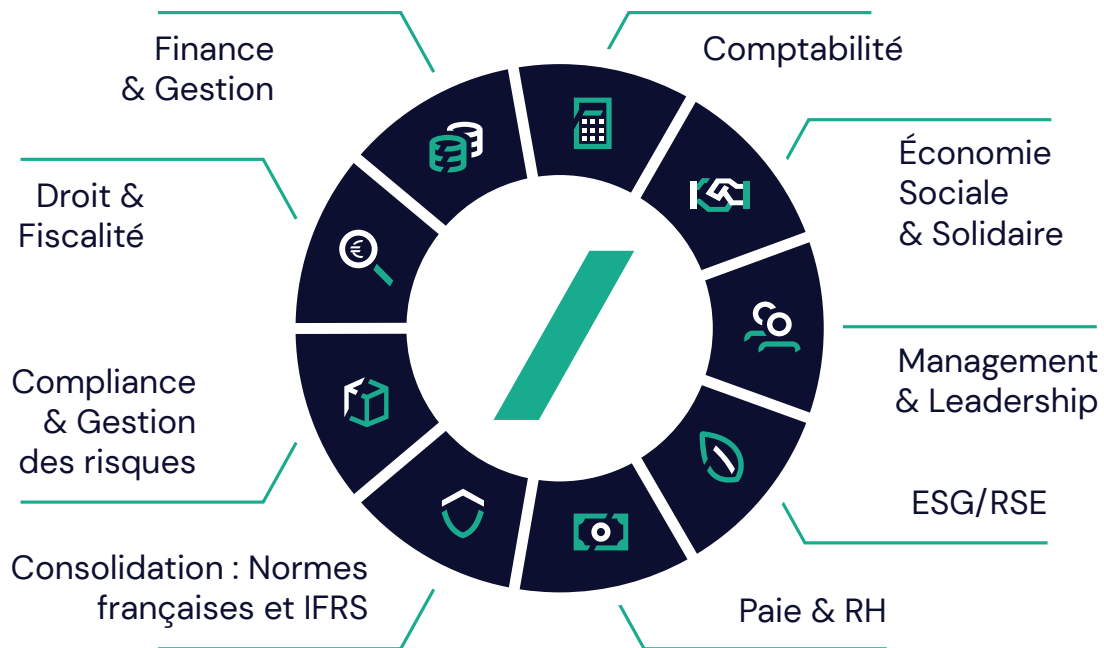 Finance
& Gestion
Comptabilité
Économie
Sociale
& Solidaire
Droit &
Fiscalité
Management
& Leadership
Compliance
& Gestion
des risques
ESG/RSE
Consolidation : Normes
françaises et IFRS
Paie & RH